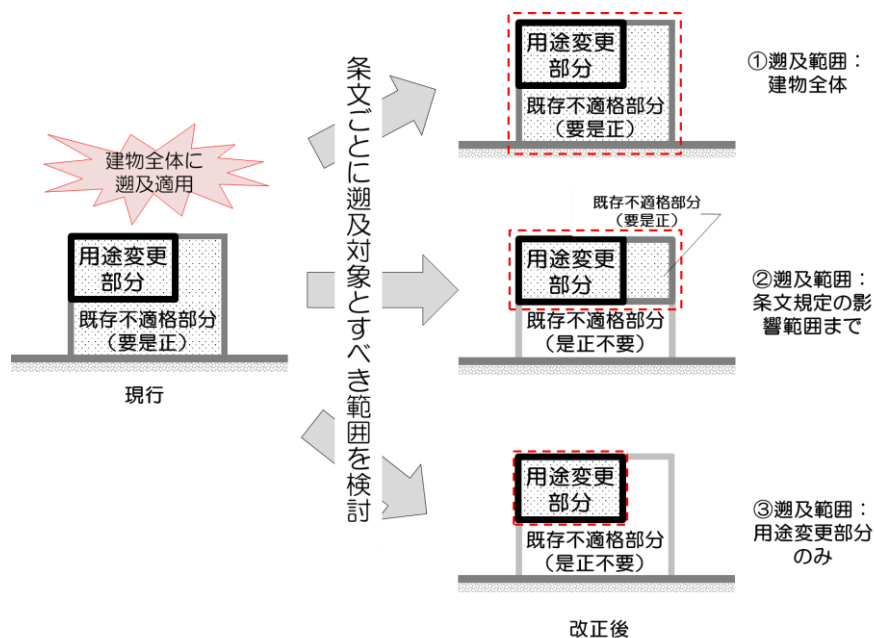 建物全体に
遡及適用
用途変更
部分
既存不適格部分
（要是正）
現行
条文ごとに遡及対象とすべき範囲を検討
用途変更
部分
既存不適格部分
（要是正）
①遡及範囲：
建物全体
既存不適格部分
（要是正）
用途変更
部分
既存不適格部分
（是正不要）
②遡及範囲：
条文規定の影
響範囲まで
用途変更
部分
既存不適格部分
（是正不要）
③遡及範囲：
用途変更部分
のみ
改正後